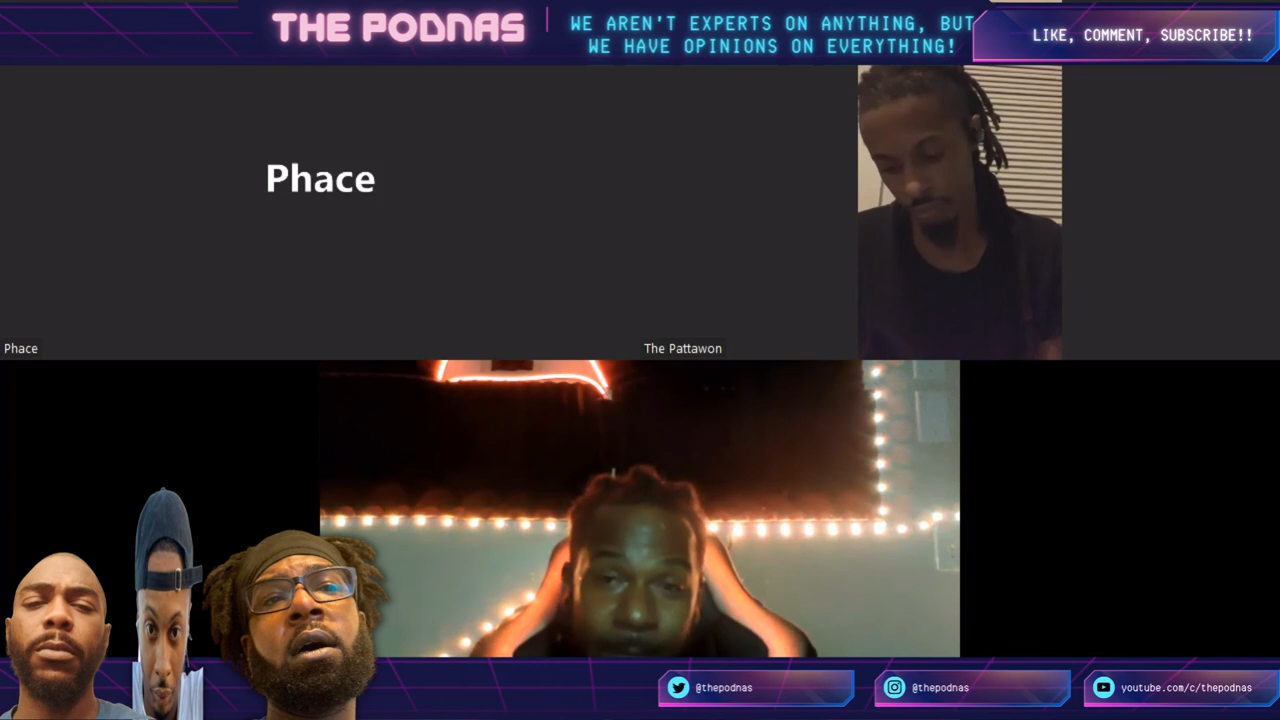 THE PODNAS
WE AREN'T EXPERTS ON ANYTHING, BUT
WE HAVE OPINIONS ON EVERYTHING!
LIKE, COMMENT, SUBSCRIBE!!
Phace
Phace
The Pattawon
@thepodnas
@thepodnas
youtube.com/c/thepodnas